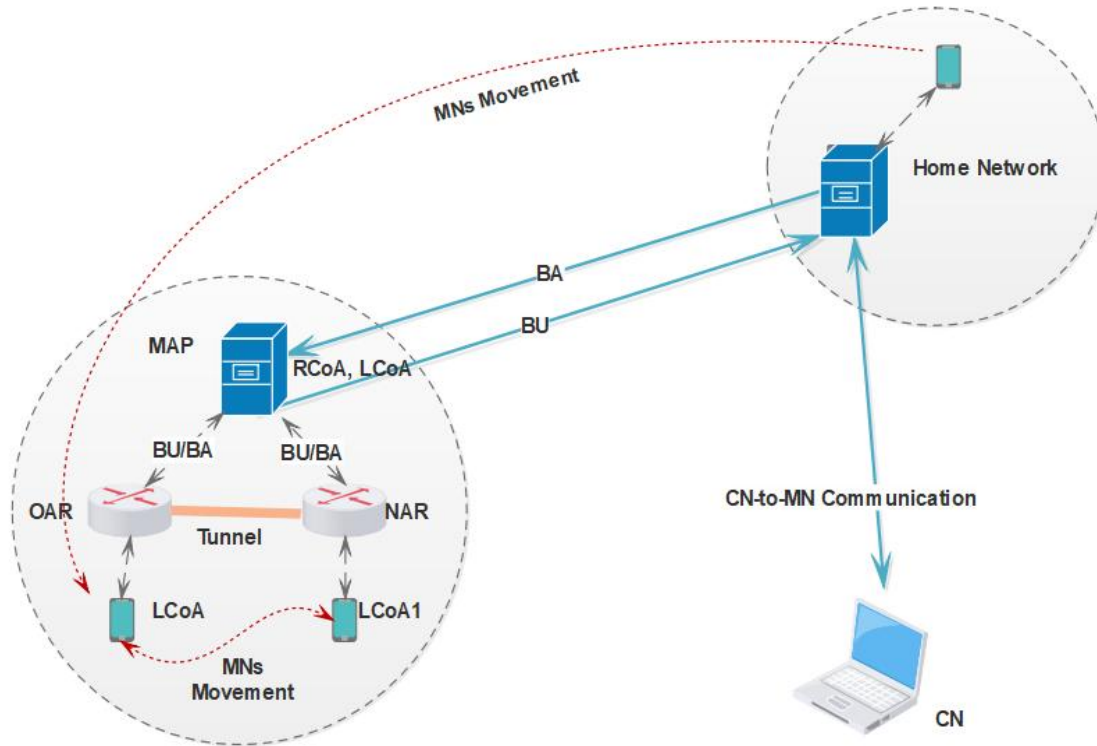 MNs Movement
Home Network
BA
BU
MAP
RCoA, LCoA
BU/BA
BU/BA
OAR
NAR
Tunnel
CN-to-MN Communication
LCoA
LCoA1
MNs
Movement
CN